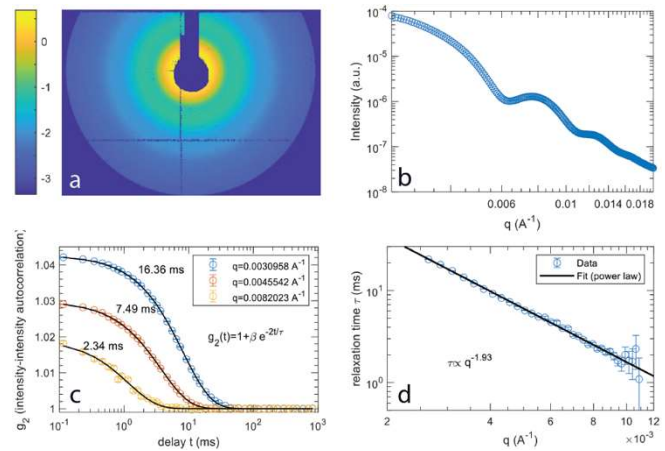 0
-1
-2
-3
a
10⁻⁴
10⁻⁵
10⁻⁶
10⁻⁷
10⁻⁸
Intensity (a.u.)
b
0.006
0.01
0.014
0.018
q (A⁻¹)
1.04
1.03
1.02
1.01
1
g₂ (intensity-intensity autocorrelation)
16.36 ms
7.49 ms
2.34 ms
q=0.0030958 A⁻¹
q=0.0045542 A⁻¹
q=0.0082023 A⁻¹
g₂(t)=1+β e⁻²ᵗ/τ
c
10⁻¹
10⁰
10¹
10²
10³
delay t (ms)
10¹
10⁰
relaxation time τ (ms)
Data
Fit (power law)
τ∝ q⁻¹·⁹³
d
2
4
6
8
10
12
×10⁻³
q (A⁻¹)